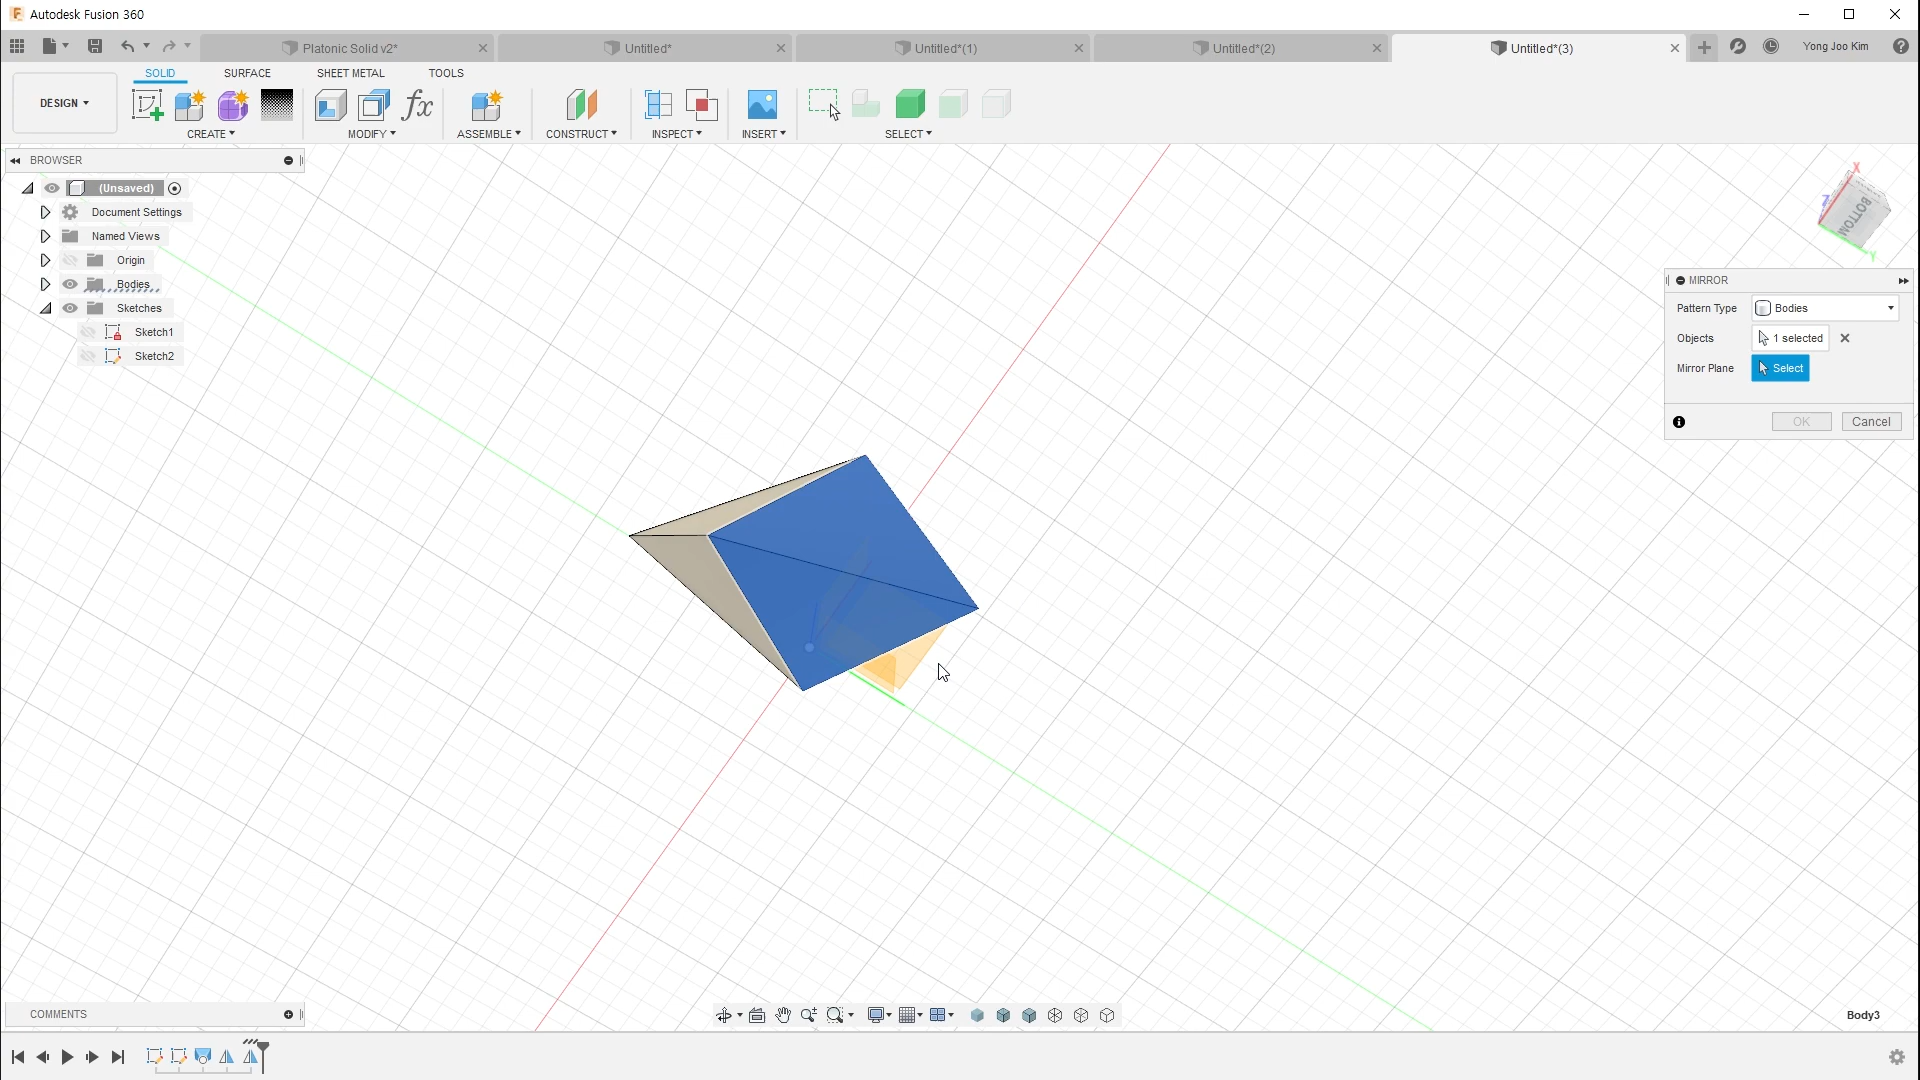 Autodesk Fusion 360
Platonic Solid v2*
Untitled*
Untitled*(1)
Untitled*(2)
Untitled*(3)
Yong Joo Kim
SOLID
SURFACE
SHEET METAL
TOOLS
DESIGN
CREATE
MODIFY
ASSEMBLE
CONSTRUCT
INSPECT
INSERT
SELECT
BROWSER
(Unsaved)
Document Settings
Named Views
Origin
Bodies
Sketches
Sketch1
Sketch2
X
Z
BOTTOM
Y
MIRROR
Pattern Type Bodies
Objects 1 selected
Mirror Plane Select
OK Cancel
COMMENTS
Body3